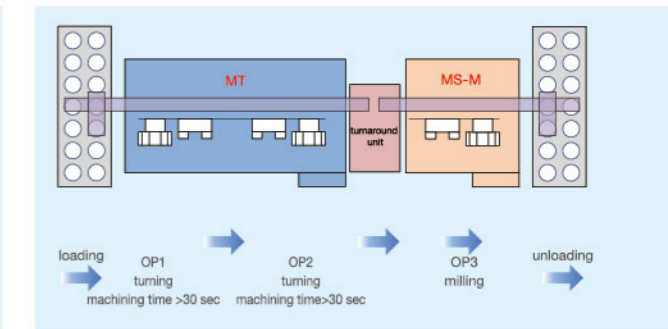 MT
MS-M
turnaround
unit
loading
OP1
turning
machining time >30 sec
OP2
turning
machining time>30 sec
OP3
milling
unloading